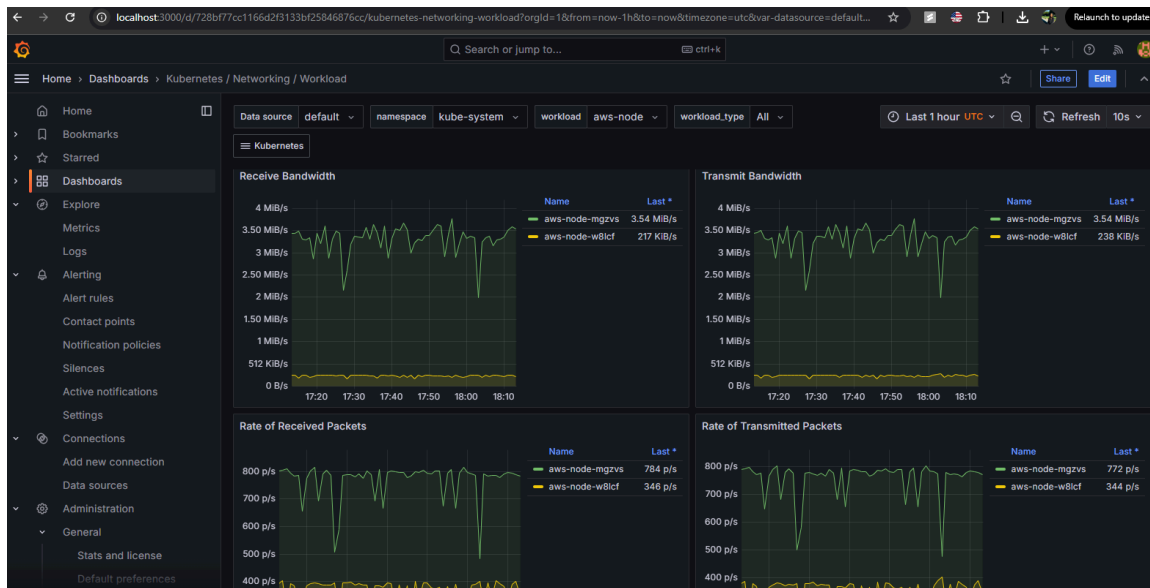 localhost:3000/d/728bf77cc1166d2f3133bf25846876cc/kubernetes-networking-workload?orgId=1&from=now-1h&to=now&timezone=utc&var-datasource=default...
Relaunch to update
Search or jump to...
ctrl+k
Home > Dashboards > Kubernetes / Networking / Workload
Share
Edit
Home
Bookmarks
Starred
Dashboards
Explore
Metrics
Logs
Alerting
Alert rules
Contact points
Notification policies
Silences
Active notifications
Settings
Connections
Add new connection
Data sources
Administration
General
Stats and license
Default preferences
Data source default namespace kube-system workload aws-node workload_type All
Last 1 hour UTC Refresh 10s
Kubernetes
Receive Bandwidth
4 MiB/s
3.50 MiB/s
3 MiB/s
2.50 MiB/s
2 MiB/s
1.50 MiB/s
1 MiB/s
512 KiB/s
0 B/s
17:20 17:30 17:40 17:50 18:00 18:10
Name Last *
aws-node-mgzvs 3.54 MiB/s
aws-node-w8lcf 217 KiB/s
Transmit Bandwidth
4 MiB/s
3.50 MiB/s
3 MiB/s
2.50 MiB/s
2 MiB/s
1.50 MiB/s
1 MiB/s
512 KiB/s
0 B/s
17:20 17:30 17:40 17:50 18:00 18:10
Name Last *
aws-node-mgzvs 3.54 MiB/s
aws-node-w8lcf 238 KiB/s
Rate of Received Packets
800 p/s
700 p/s
600 p/s
500 p/s
400 p/s
Name Last *
aws-node-mgzvs 784 p/s
aws-node-w8lcf 346 p/s
Rate of Transmitted Packets
800 p/s
700 p/s
600 p/s
500 p/s
400 p/s
Name Last *
aws-node-mgzvs 772 p/s
aws-node-w8lcf 344 p/s